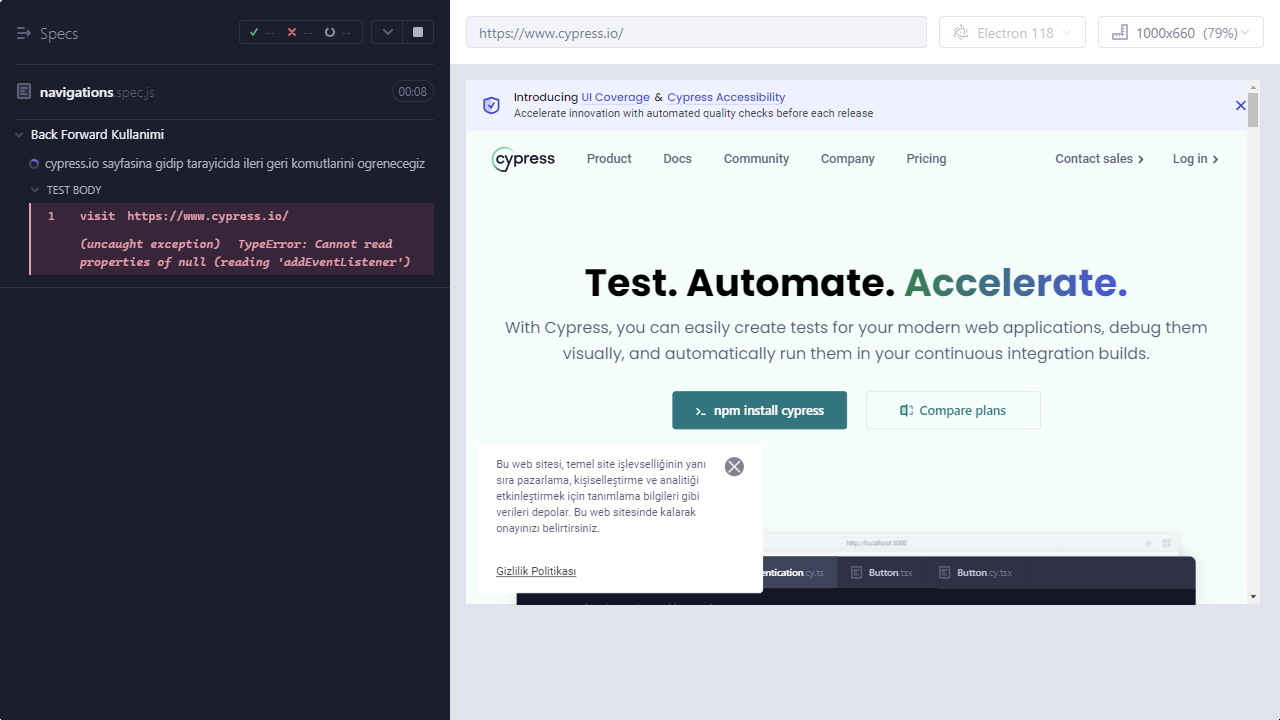 Specs
-- -- --
navigations.spec.js 00:08
Back Forward Kullanimi
cypress.io sayfasina gidip tarayicida ileri geri komutlarini ogrenecegiz
TEST BODY
1 visit https://www.cypress.io/
(uncaught exception) TypeError: Cannot read
properties of null (reading 'addEventListener')
https://www.cypress.io/ Electron 118 1000x660 (79%)
Introducing UI Coverage & Cypress Accessibility
Accelerate innovation with automated quality checks before each release
cypress Product Docs Community Company Pricing Contact sales Log in
Test. Automate. Accelerate.
With Cypress, you can easily create tests for your modern web applications, debug them
visually, and automatically run them in your continuous integration builds.
npm install cypress Compare plans
Bu web sitesi, temel site işlevselliğinin yanı
sıra pazarlama, kişiselleştirme ve analitiği
etkinleştirmek için tanımlama bilgileri gibi
verileri depolar. Bu web sitesinde kalarak
onayınızı belirtirsiniz.
Gizlilik Politikası
http://localhost:8000
entication.cy.ts Button.tsx Button.cy.tsx